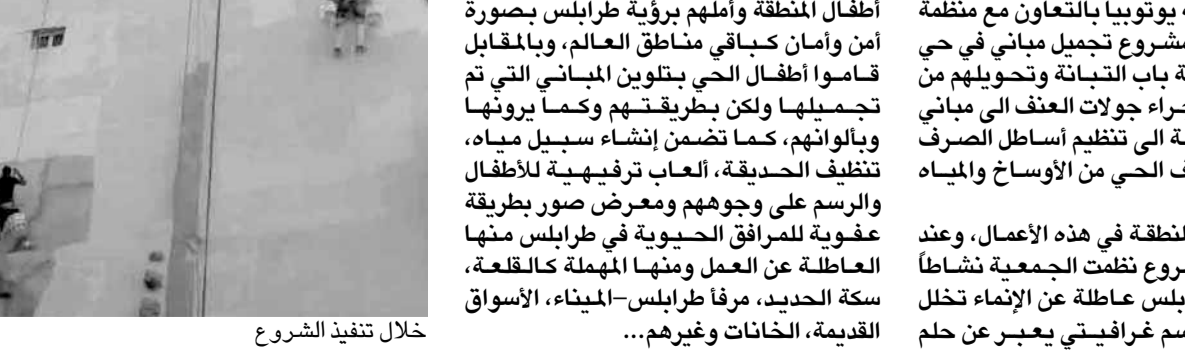 ه يوتوبيا بالتعاون مع منظمة
مشروع تجميل مباني في حي
ة باب التبانة وتحويلهم من
جراء جولات العنف الى مباني
ة الى تنظيم أساطل الصرف
ف الحي من الأوساخ والمياه
لنطقة في هذه الأعمال، وعند
روع نظمت الجمعية نشاطاً
بلس عاطلة عن الإنماء تخلل
سم غرافيتي يعبر عن حلم
أطفال المنطقة وأملهم برؤية طرابلس بصورة
أمن وأمان كباقي مناطق العالم، وبالمقابل
قاموا أطفال الحي بتلوين المباني التي تم
تجميلها ولكن بطريقتهم وكما يرونها
وبألوانهم، كما تضمن إنشاء سبيل مياه،
تنظيف الحديقة، ألعاب ترفيهية للأطفال
والرسم على وجوههم ومعرض صور بطريقة
عفوية للمرافق الحيوية في طرابلس منها
العاطلة عن العمل ومنها المهملة كالقلعة،
سكة الحديد، مرفأ طرابلس–الميناء، الأسواق
القديمة، الخانات وغيرهم...
خلال تنفيذ الشروع